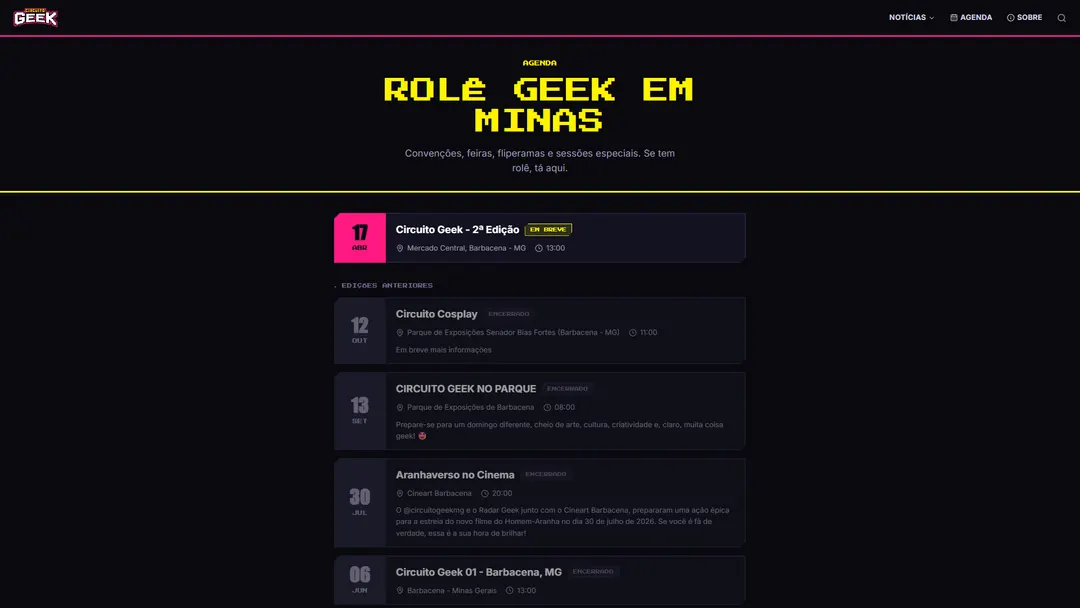 CIRCUITO
GEEK
NOTÍCIAS
AGENDA
SOBRE
AGENDA
ROLê GEEK EM
MINAS
Convenções, feiras, fliperamas e sessões especiais. Se tem
rolê, tá aqui.
17
ABR
Circuito Geek - 2ª Edição
EM BREVE
Mercado Central, Barbacena - MG
13:00
. EDIÇÕES ANTERIORES
12
OUT
Circuito Cosplay
ENCERRADO
Parque de Exposições Senador Bias Fortes (Barbacena - MG)
11:00
Em breve mais informações
13
SET
CIRCUITO GEEK NO PARQUE
ENCERRADO
Parque de Exposições de Barbacena
08:00
Prepare-se para um domingo diferente, cheio de arte, cultura, criatividade e, claro, muita coisa
geek!
30
JUL
Aranhaverso no Cinema
ENCERRADO
Cineart Barbacena
20:00
O @circuitogeekmg e o Radar Geek junto com o Cineart Barbacena, prepararam uma ação épica
para a estreia do novo filme do Homem-Aranha no dia 30 de julho de 2026. Se você é fã de
verdade, essa é a sua hora de brilhar!
06
JUN
Circuito Geek 01 - Barbacena, MG
ENCERRADO
Barbacena - Minas Gerais
13:00